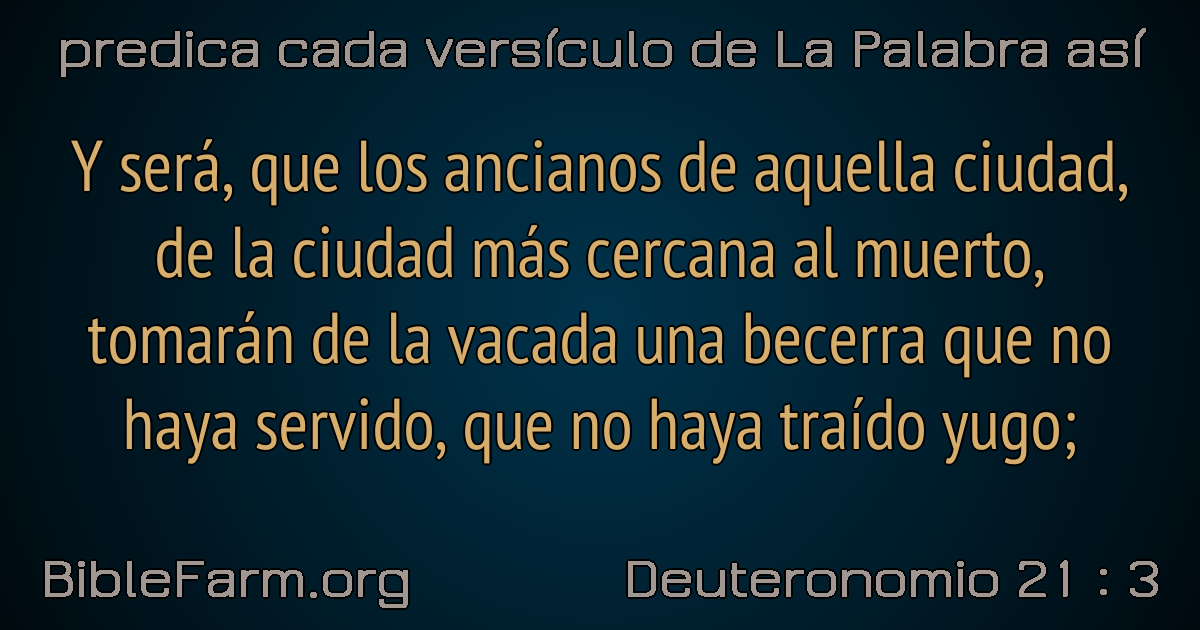 predica cada versículo de La Palabra así
Y será, que los ancianos de aquella ciudad,
de la ciudad más cercana al muerto,
tomarán de la vacada una becerra que no
haya servido, que no haya traído yugo;
BibleFarm.org
Deuteronomio 21 : 3